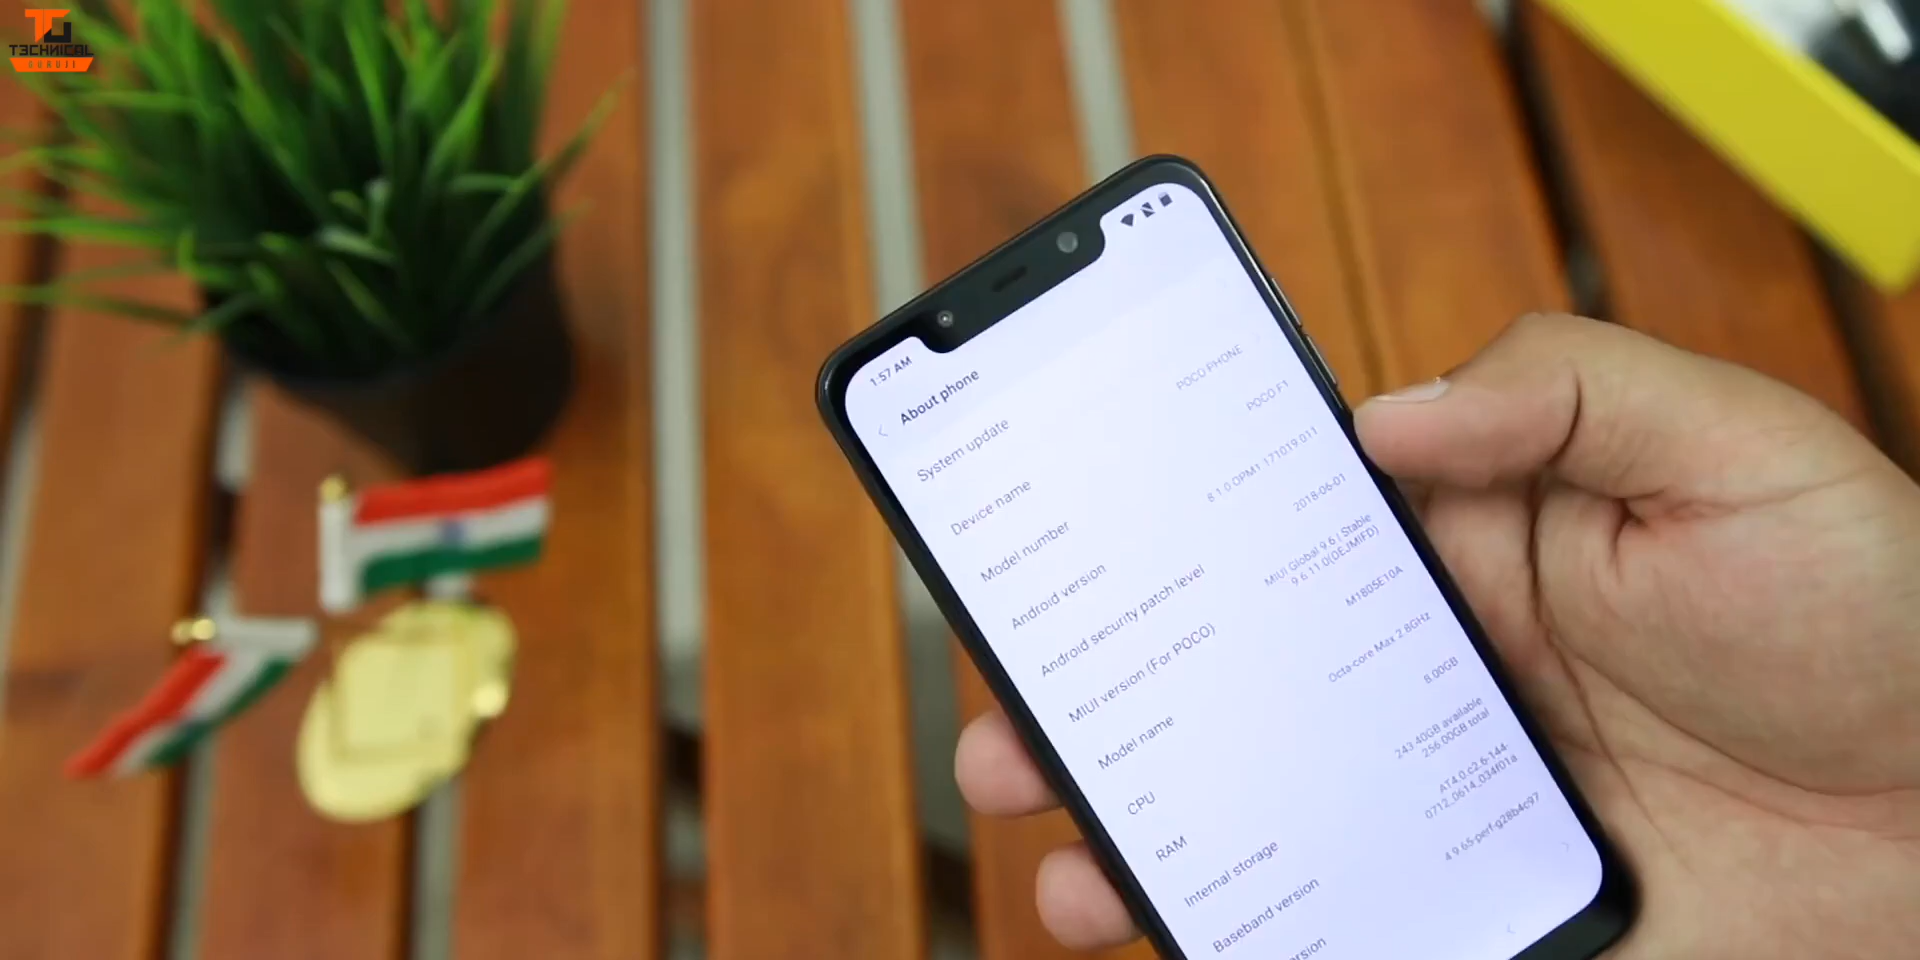 T3CHNICAL
GURUJI
1:57 AM
About phone
System update
Device name
POCO PHONE
Model number
POCO F1
Android version
8.1.0 OPM1.171019.011
Android security patch level
2018-06-01
MIUI version (For POCO)
MIUI Global 9.6 | Stable
9.6.11.0(OEJMIFD)
Model name
M1805E10A
CPU
Octa-core Max 2.8GHz
RAM
8.00GB
Internal storage
243.40GB available
256.00GB total
Baseband version
AT4.0.c2.6-144-
0712_0614_034f01a
ersion
4.9.65-perf-g28b4c97